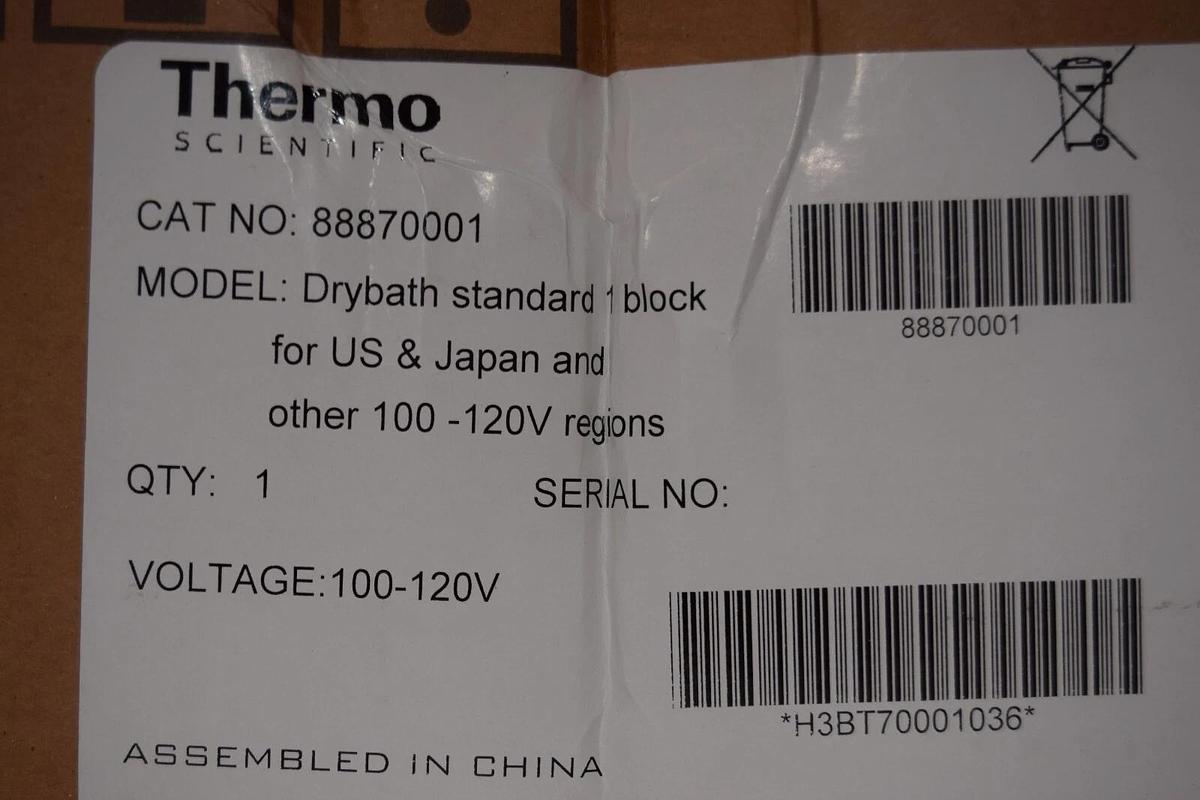 Thermo
SCIENTIFIC
CAT NO: 88870001
MODEL: Drybath standard 1 block
for US & Japan and
other 100 -120V regions
88870001
QTY: 1
SERIAL NO:
VOLTAGE:100-120V
*H3BT70001036*
ASSEMBLED IN CHINA